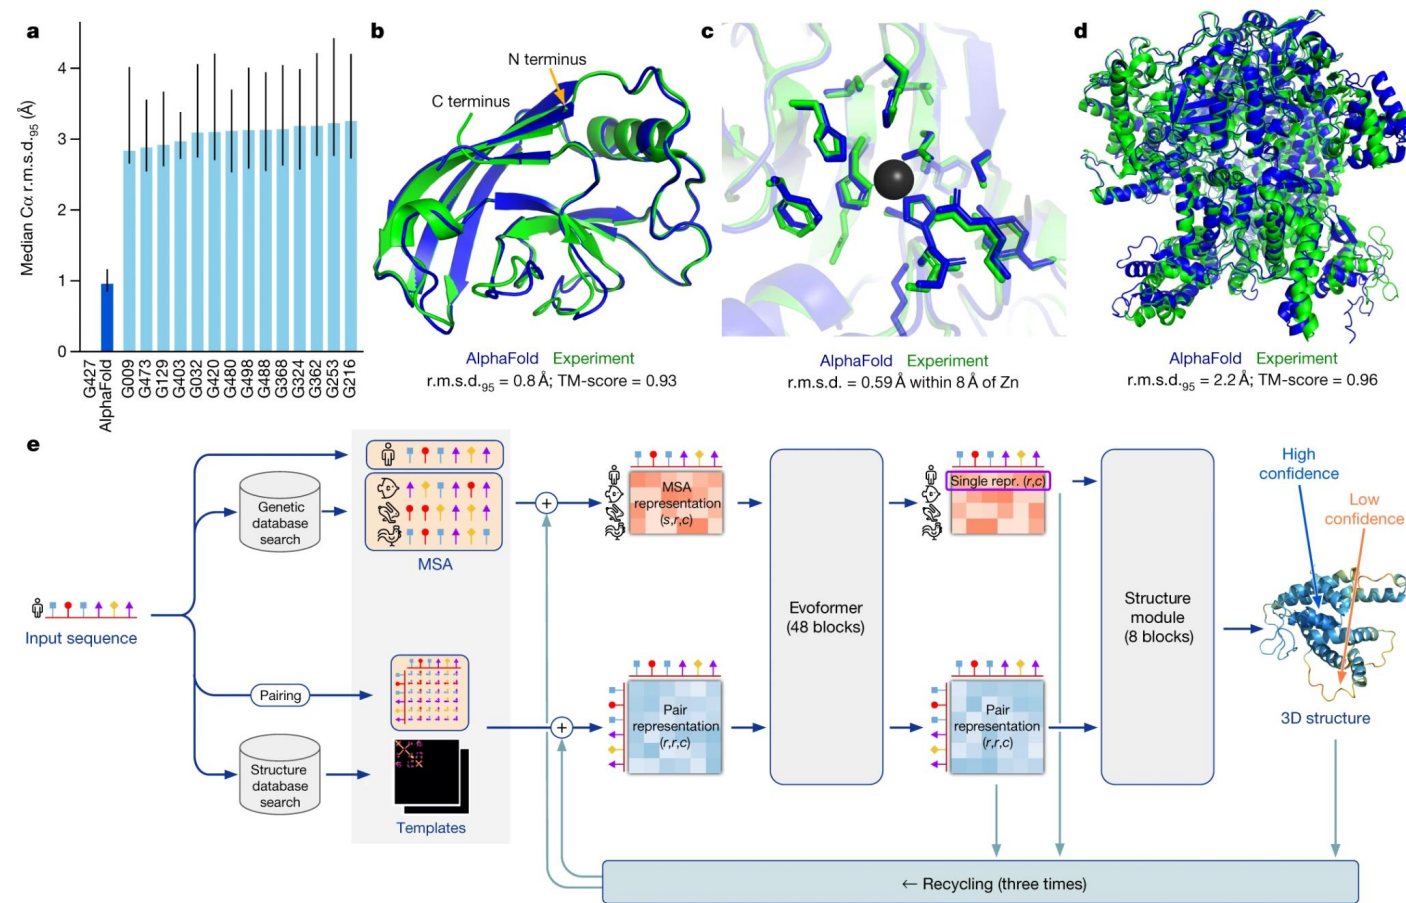 a
Median Cα r.m.s.d.95 (Å)
4
3
2
1
0
G427
AlphaFold
G009
G473
G129
G403
G032
G420
G480
G498
G488
G368
G324
G362
G253
G216
b
N terminus
C terminus
AlphaFold Experiment
r.m.s.d.95 = 0.8 Å; TM-score = 0.93
c
AlphaFold Experiment
r.m.s.d. = 0.59 Å within 8 Å of Zn
d
AlphaFold Experiment
r.m.s.d.95 = 2.2 Å; TM-score = 0.96
e
Input sequence
Genetic
database
search
Pairing
Structure
database
search
MSA
Templates
+
+
MSA
representation
(s,r,c)
Pair
representation
(r,r,c)
Evoformer
(48 blocks)
Single repr. (r,c)
Pair
representation
(r,r,c)
Structure
module
(8 blocks)
High
confidence
Low
confidence
3D structure
← Recycling (three times)